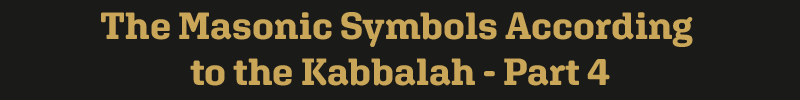 The Masonic Symbols According
to the Kabbalah - Part 4